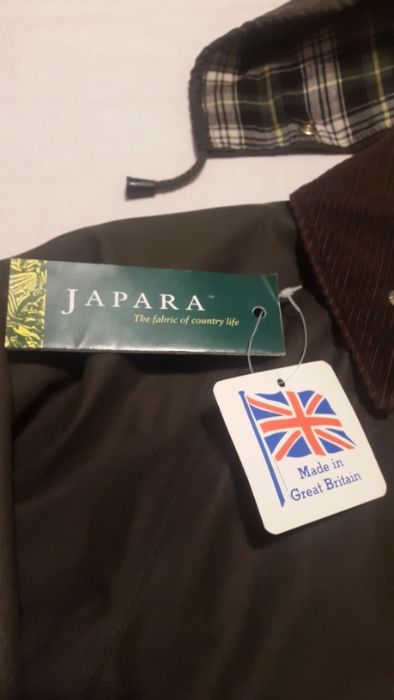 JAPARA™
The fabric of country life
Made in
Great Britain